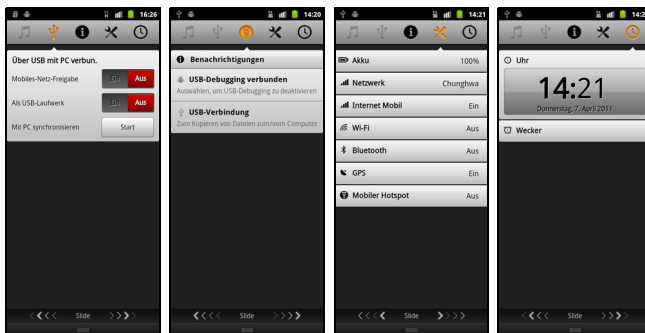 16:26
Über USB mit PC verbun.
Mobiles-Netz-Freigabe Ein Aus
Als USB-Laufwerk Ein Aus
Mit PC synchronisieren Start
Slide
14:20
Benachrichtigungen
USB-Debugging verbunden
Auswählen, um USB-Debugging zu deaktivieren
USB-Verbindung
Zum Kopieren von Dateien zum/vom Computer
Slide
14:21
Akku 100%
Netzwerk Chunghwa
Internet Mobil Ein
Wi-Fi Aus
Bluetooth Aus
GPS Ein
Mobiler Hotspot Aus
Slide
Uhr
14:21
Donnerstag, 7. April 2011
Wecker
Slide